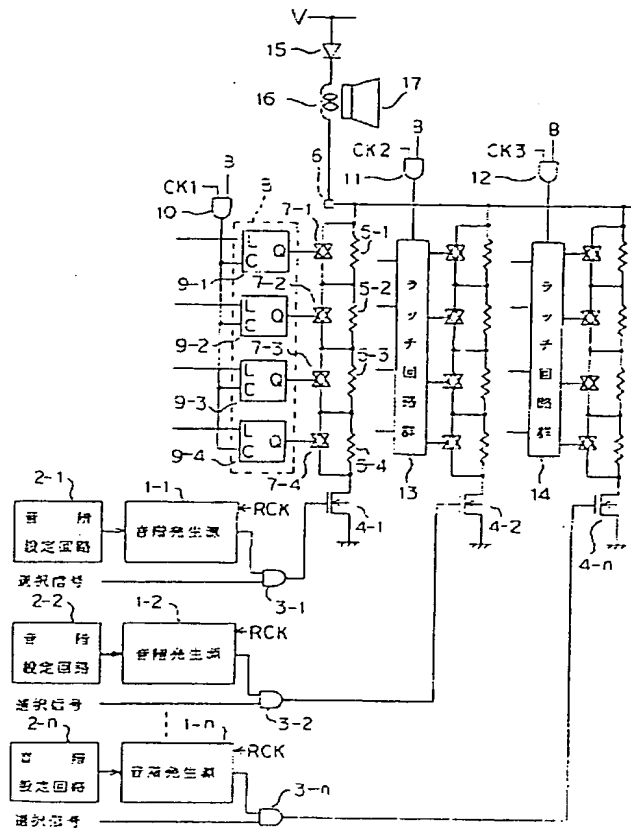 V
15
16
17
B
CK1
10
8
6
B
CK2
11
B
CK3
12
7-1
5-1
L
C
Q
9-1
7-2
5-2
L
C
Q
9-2
7-3
5-3
L
C
Q
9-3
7-4
5-4
L
C
Q
9-4
ラッチ回路群
13
ラッチ回路群
14
2-1
音階
設定回路
1-1
音階発生源
RCK
選択信号
3-1
4-1
4-2
4-n
2-2
音階
設定回路
1-2
音階発生源
RCK
選択信号
3-2
2-n
音階
設定回路
1-n
音階発生源
RCK
選択信号
3-n